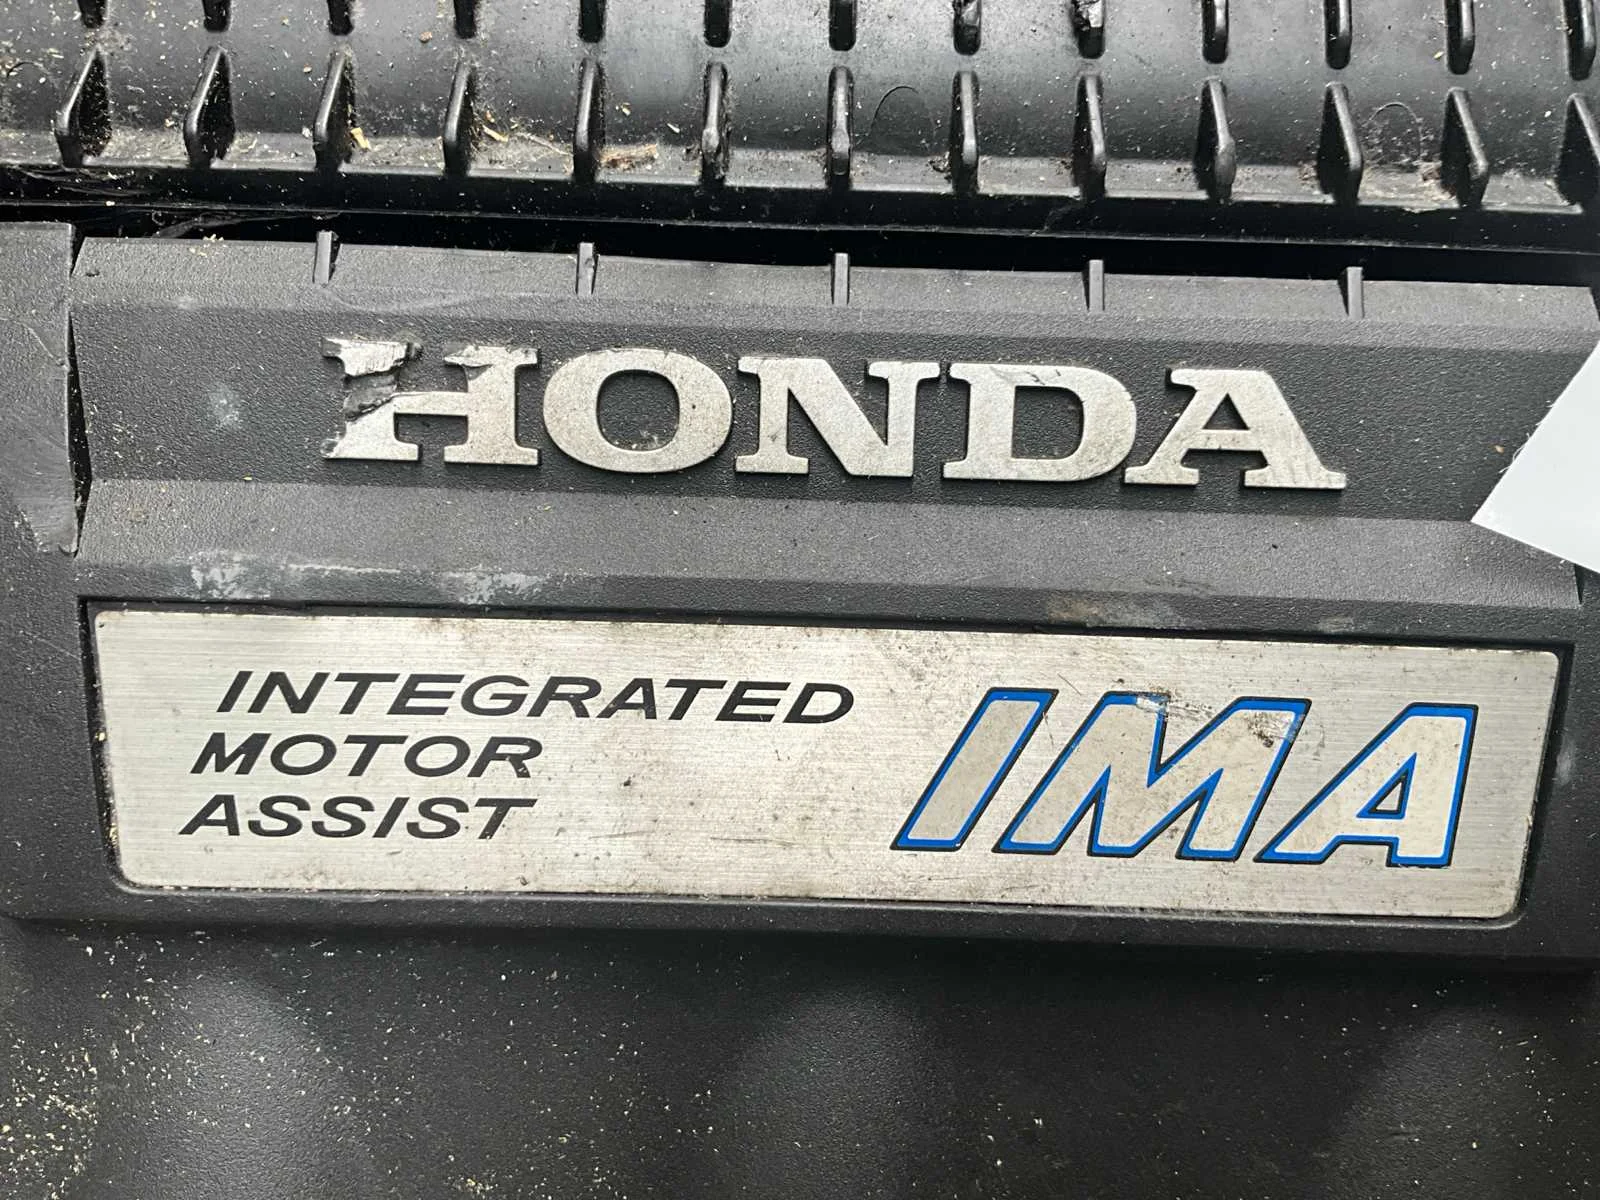 HONDA
INTEGRATED
MOTOR
ASSIST
IMA